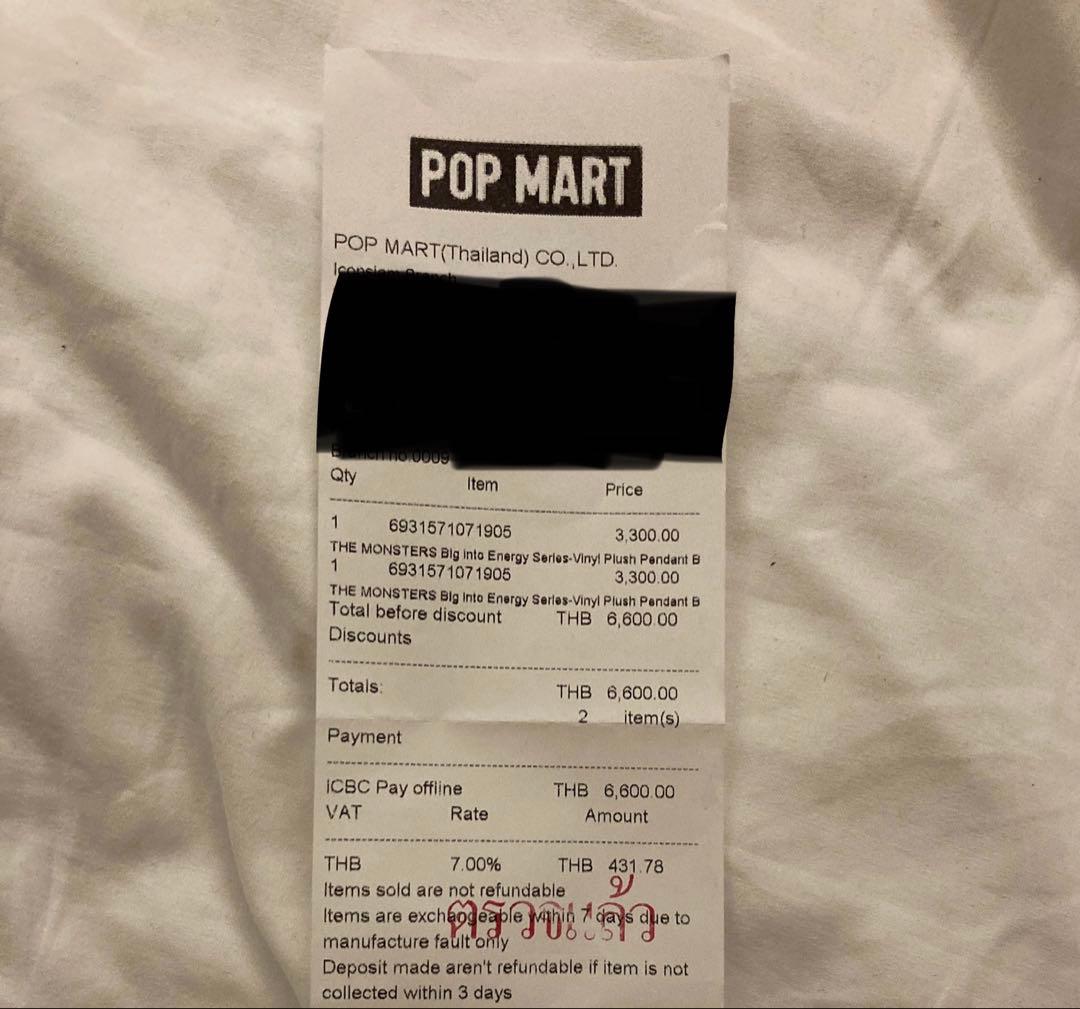 POP MART
POP MART(Thailand) CO.,LTD.
Iconsiam Branch
Branch no.0009
Qty Item Price
1 6931571071905 3,300.00
THE MONSTERS Big into Energy Series-Vinyl Plush Pendant B
1 6931571071905 3,300.00
THE MONSTERS Big into Energy Series-Vinyl Plush Pendant B
Total before discount THB 6,600.00
Discounts
Totals: THB 6,600.00
2 item(s)
Payment
ICBC Pay offline THB 6,600.00
VAT Rate Amount
THB 7.00% THB 431.78
Items sold are not refundable
Items are exchangeable within 7 days due to
manufacture fault only
ตรวจแล้ว
Deposit made aren't refundable if item is not
collected within 3 days